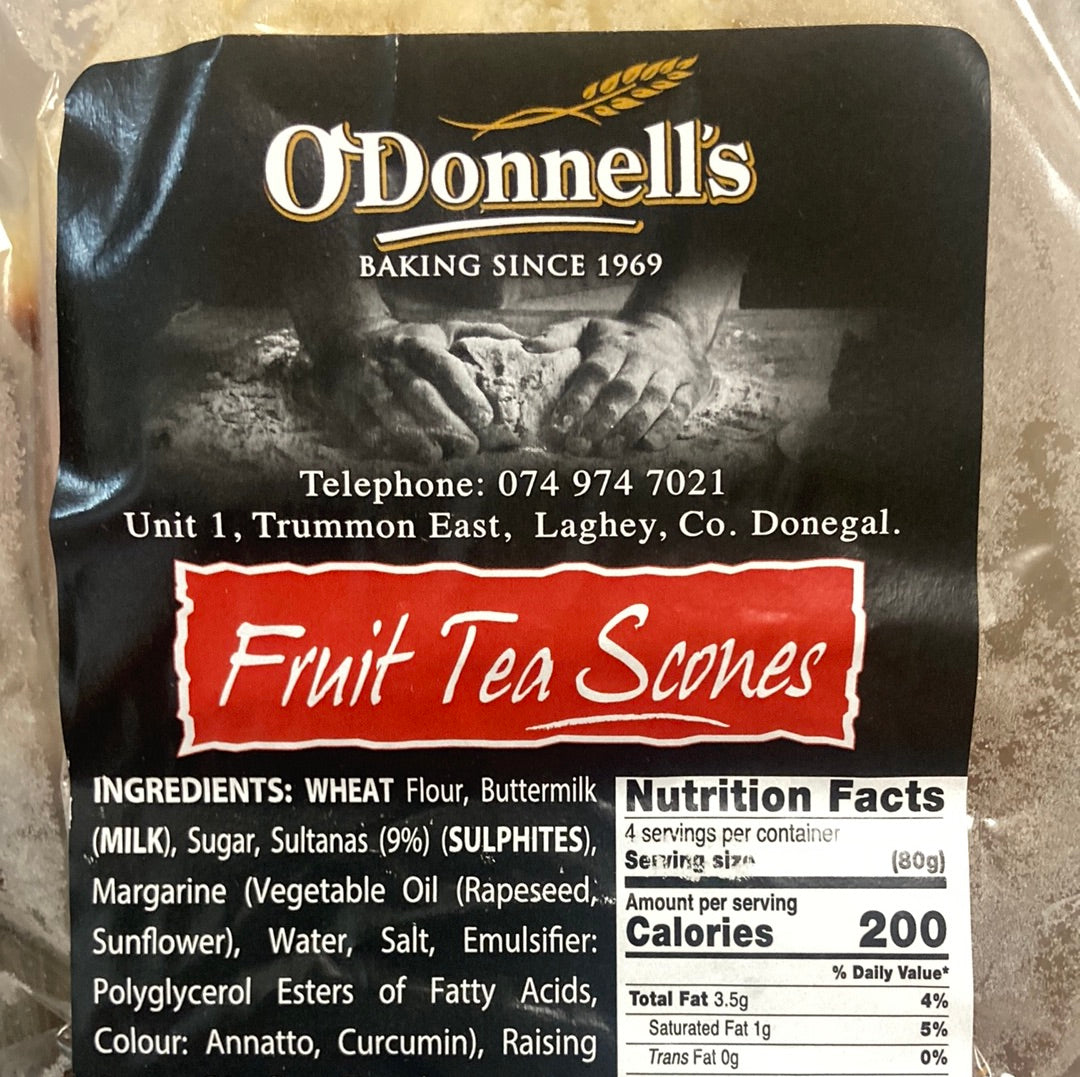 O'Donnell's
BAKING SINCE 1969
Telephone: 074 974 7021
Unit 1, Trummon East, Laghey, Co. Donegal.
Fruit Tea Scones
INGREDIENTS: WHEAT Flour, Buttermilk
(MILK), Sugar, Sultanas (9%) (SULPHITES),
Margarine (Vegetable Oil (Rapeseed,
Sunflower), Water, Salt, Emulsifier:
Polyglycerol Esters of Fatty Acids,
Colour: Annatto, Curcumin), Raising
Nutrition Facts
4 servings per container
Serving size (80g)
Amount per serving
Calories 200
% Daily Value*
Total Fat 3.5g 4%
Saturated Fat 1g 5%
Trans Fat 0g 0%